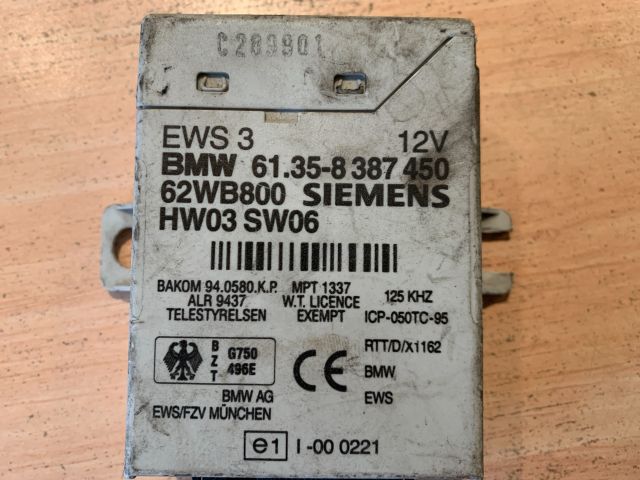 C289901
EWS 3 12V
BMW 61.35-8 387 450
62WB800 SIEMENS
HW03 SW06
BAKOM 94.0580.K.P. MPT 1337
ALR 9437 W.T. LICENCE 125 KHZ
TELESTYRELSEN EXEMPT ICP-050TC-95
RTT/D/X1162
BZT G750 496E
CE
BMW
BMW AG EWS
EWS/FZV MÜNCHEN
e1 I-00 0221